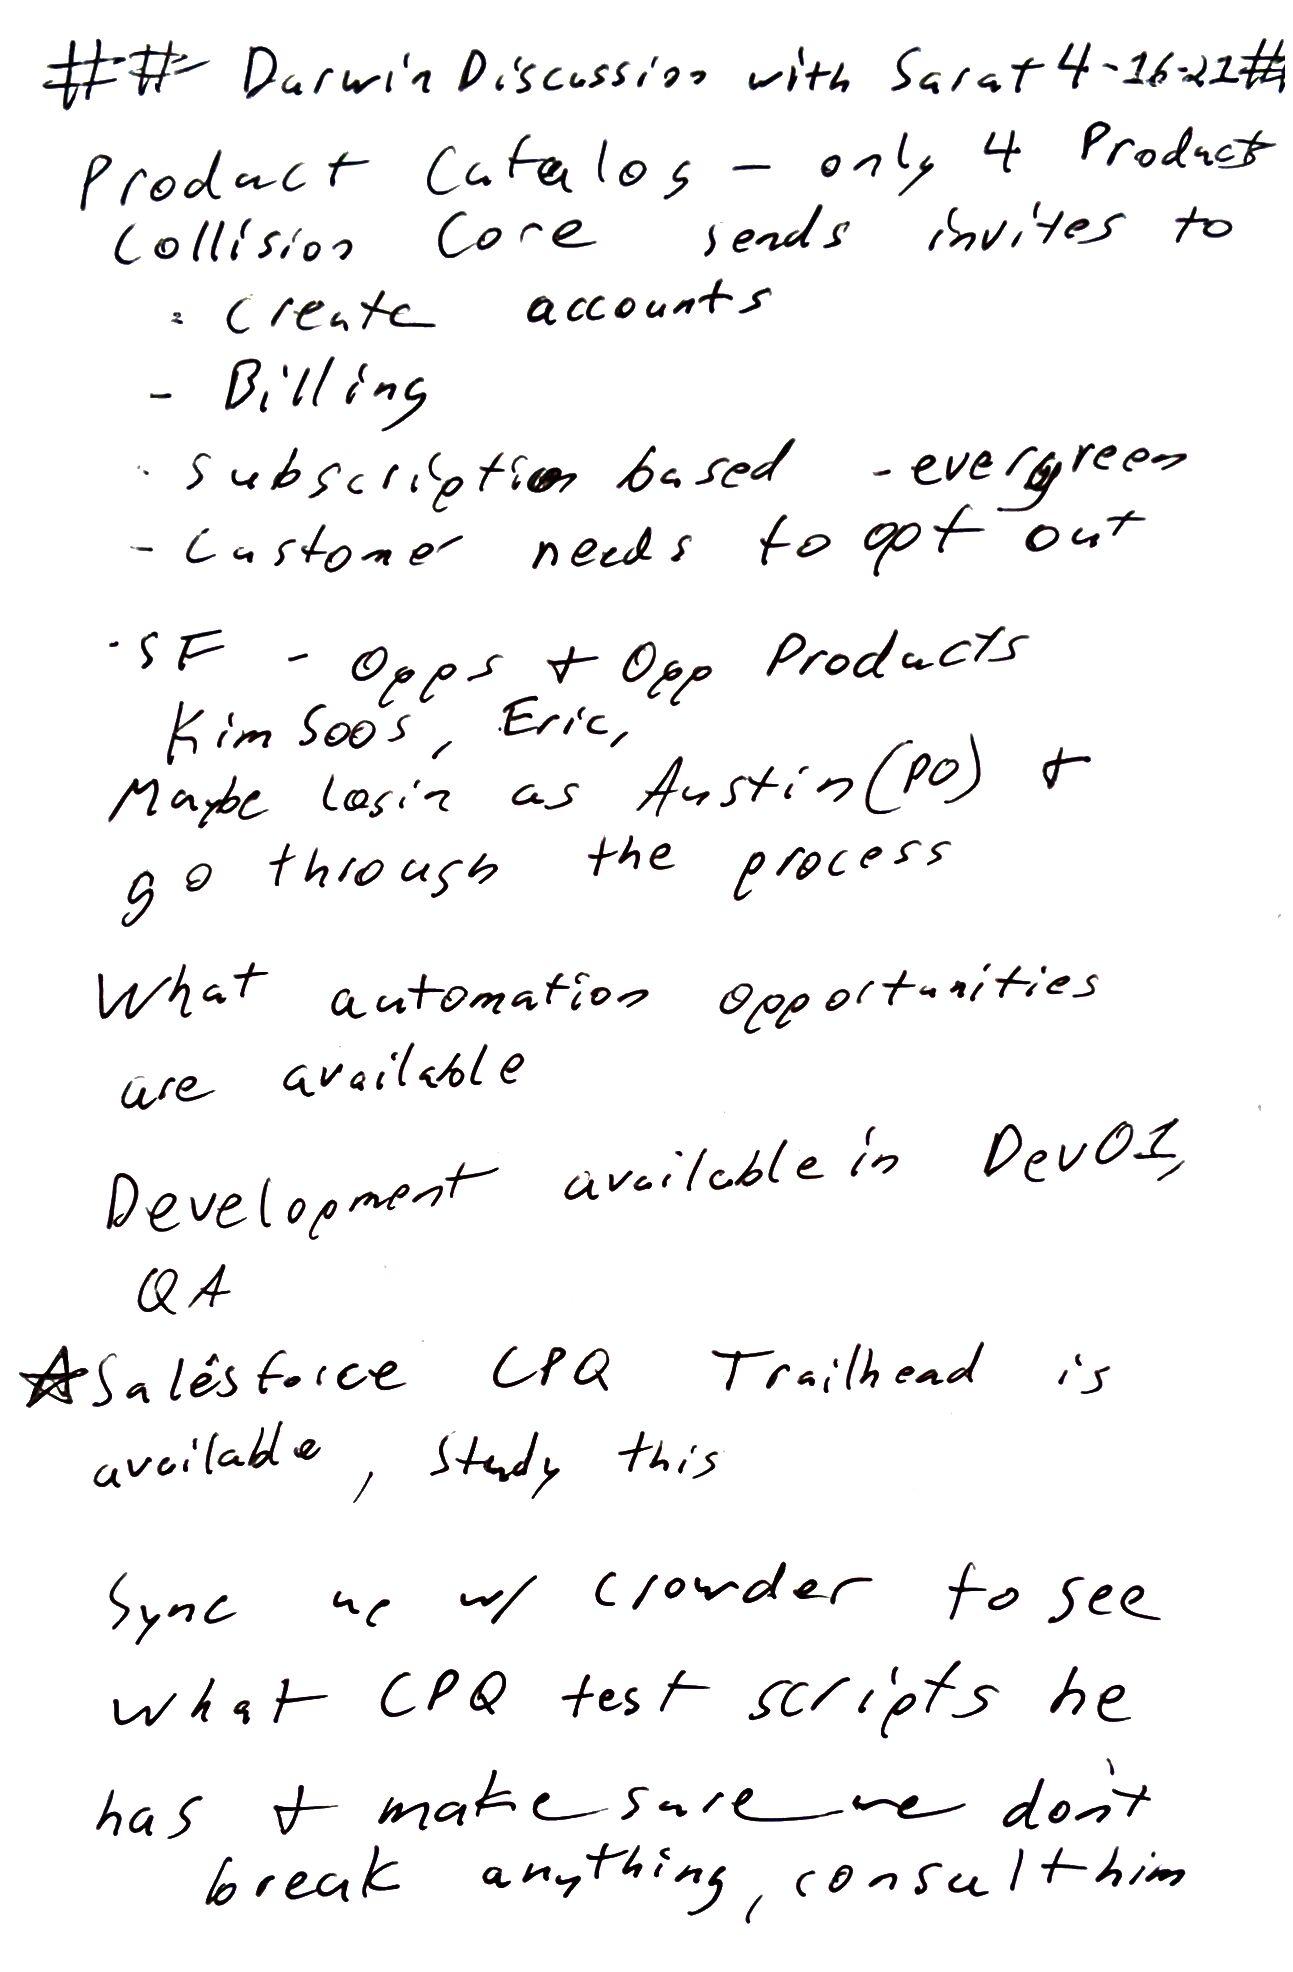 ## Darwin Discussion with Sarat 4-16-21##
Product Catalog - only 4 Products
Collision Core sends invites to
- Create accounts
- Billing
- subscription based - evergreen
- Customer needs to opt out
- SF - Opps + Opp Products
Kim Soos, Eric,
Maybe login as Austin (PO) +
go through the process
What automation opportunities
are available
Development available in Dev01,
QA
☆ Salesforce CPQ Trailhead is
available, study this
Sync up w/ Crowder to see
what CPQ test scripts he
has + make sure we don't
break anything, consult him